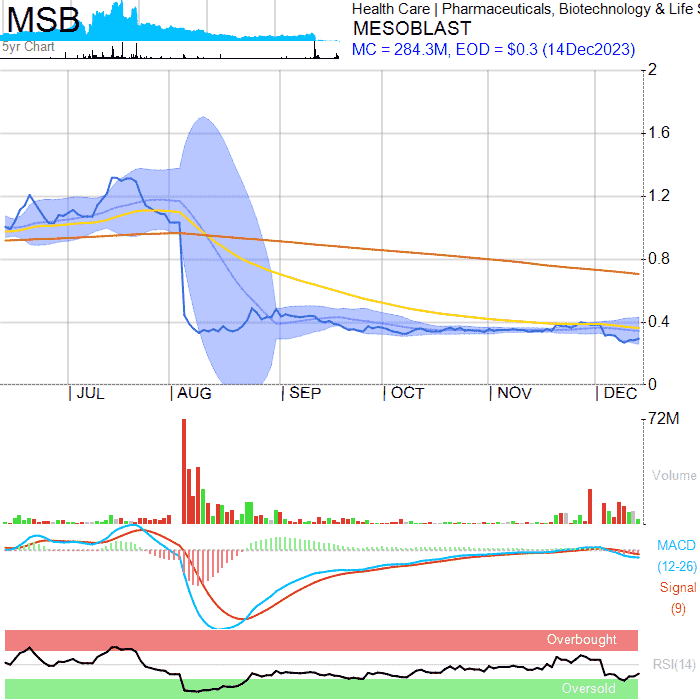 MSB
5yr Chart
Health Care | Pharmaceuticals, Biotechnology & Life
MESOBLAST
MC = 284.3M, EOD = $0.3 (14Dec2023)
2
1.6
1.2
0.8
0.4
0
| JUL | AUG | SEP | OCT | NOV | DEC
72M
Volume
MACD
(12-26)
Signal
(9)
Overbought
RSI(14)
Oversold